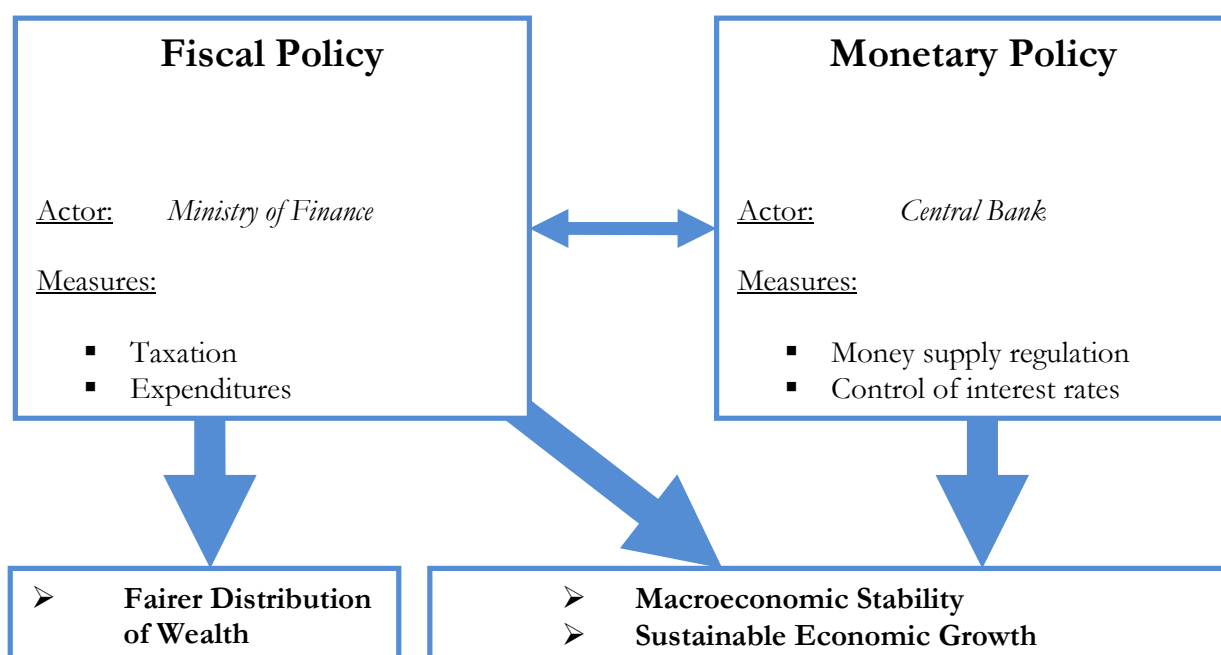 Fiscal Policy
Actor: Ministry of Finance
Measures:
▪ Taxation
▪ Expenditures
Monetary Policy
Actor: Central Bank
Measures:
▪ Money supply regulation
▪ Control of interest rates
➢ Fairer Distribution
of Wealth
➢ Macroeconomic Stability
➢ Sustainable Economic Growth